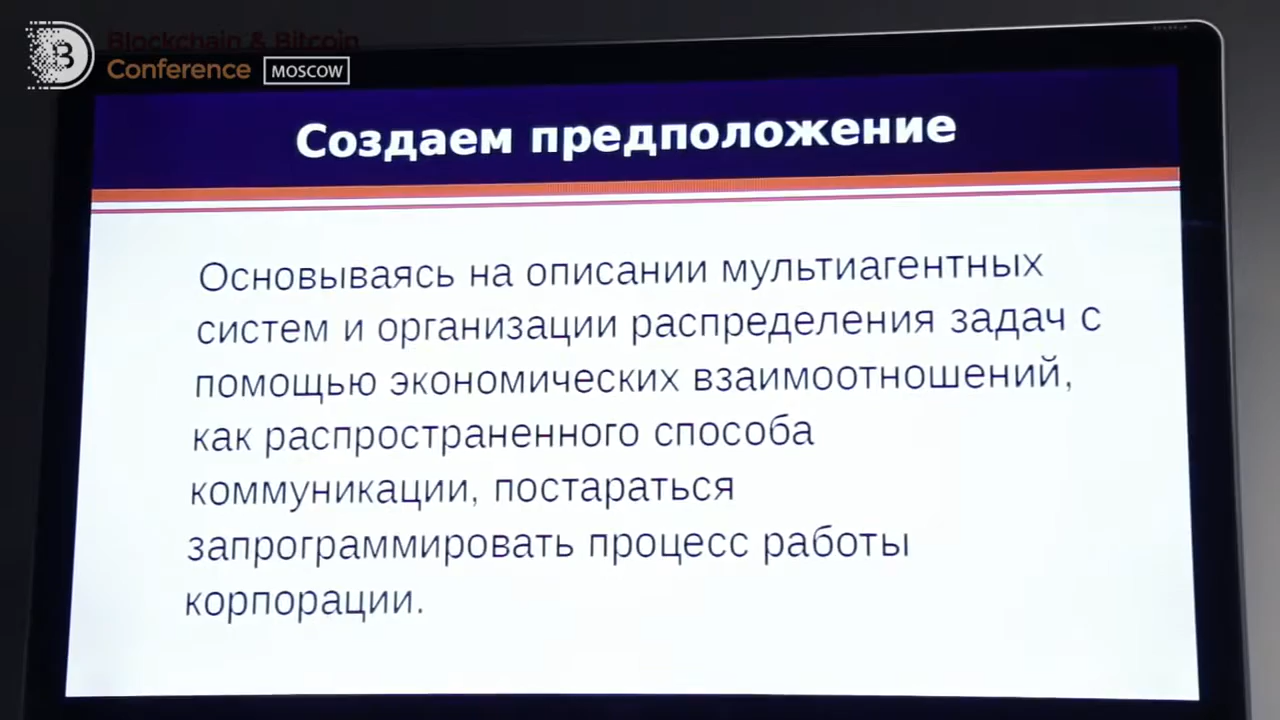 Blockchain & Bitcoin
Conference MOSCOW
Создаем предположение
Основываясь на описании мультиагентных
систем и организации распределения задач с
помощью экономических взаимоотношений,
как распространенного способа
коммуникации, постараться
запрограммировать процесс работы
корпорации.